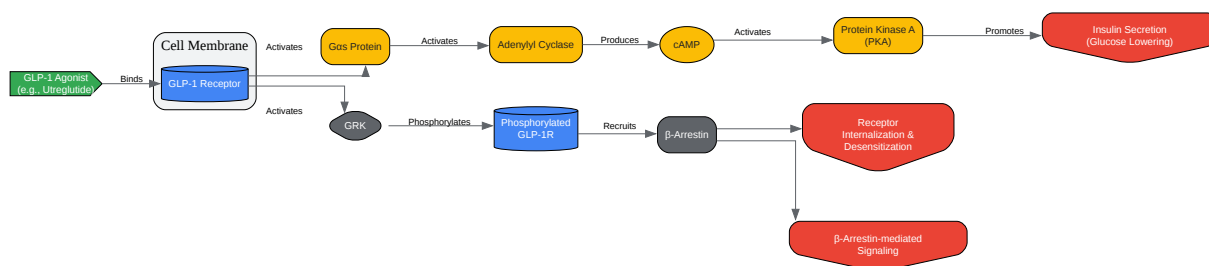 Cell Membrane
GLP-1 Agonist
(e.g., Utreglutide)
Binds
GLP-1 Receptor
Activates
Gαs Protein
Activates
Adenylyl Cyclase
Produces
cAMP
Activates
Protein Kinase A
(PKA)
Promotes
Insulin Secretion
(Glucose Lowering)
Activates
GRK
Phosphorylates
Phosphorylated
GLP-1R
Recruits
β-Arrestin
Receptor
Internalization &
Desensitization
β-Arrestin-mediated
Signaling